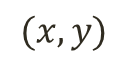 (x, y)